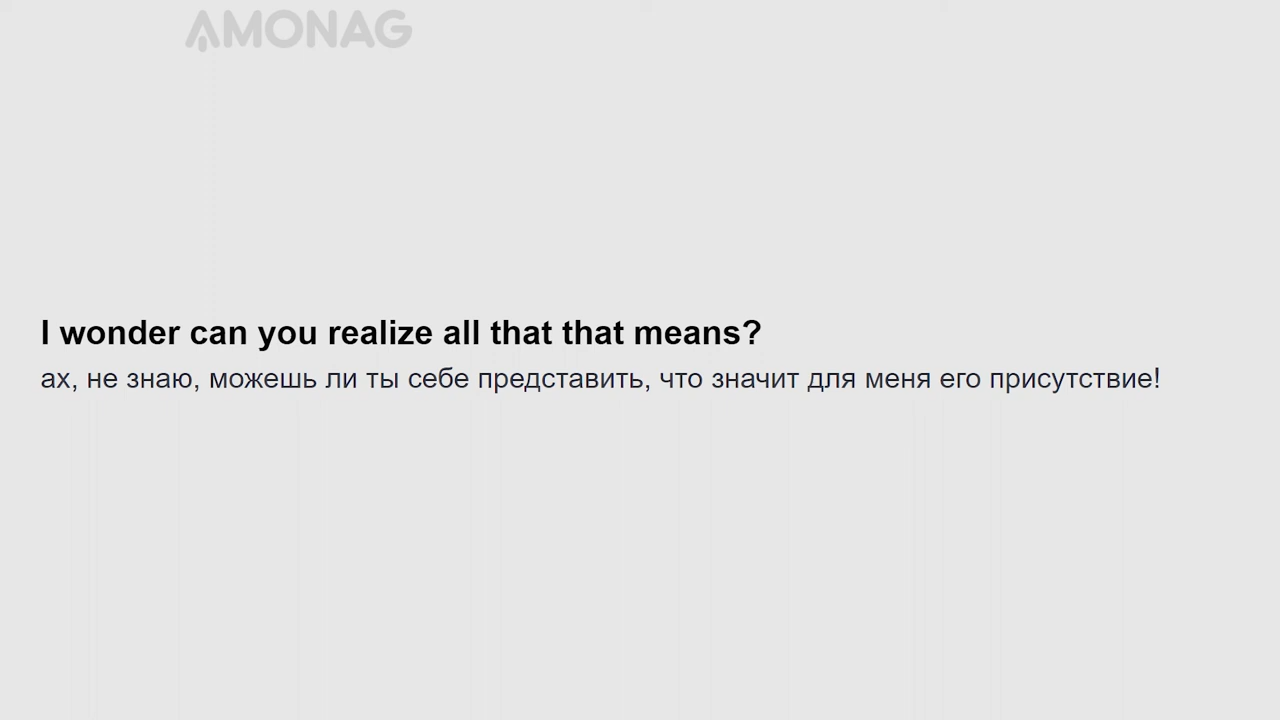 AMONAG
I wonder can you realize all that that means?
ах, не знаю, можешь ли ты себе представить, что значит для меня его присутствие!